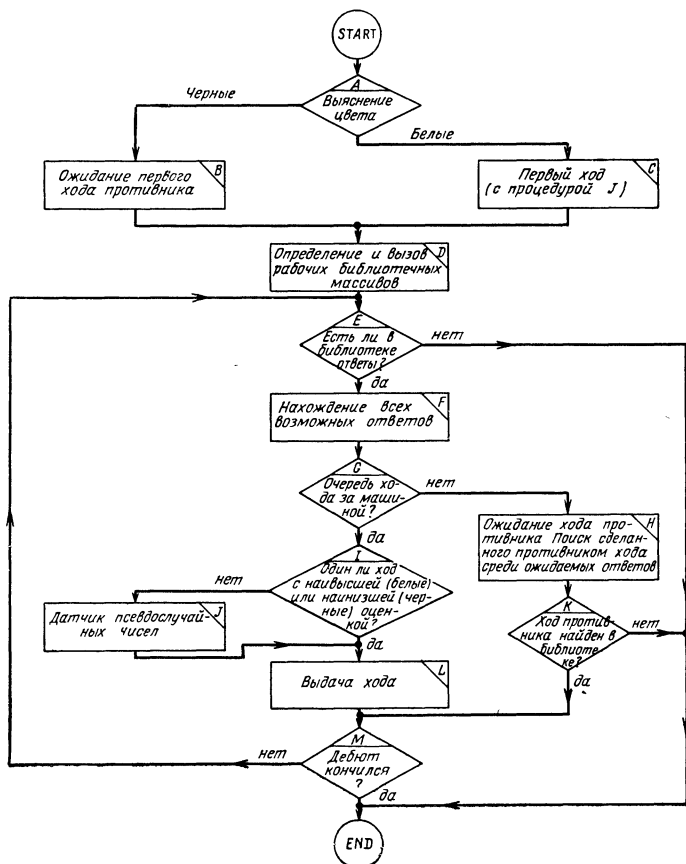 START
A
Выяснение
цвета
Черные
Белые
B
Ожидание первого
хода противника
C
Первый ход
(с процедурой J)
D
Определение и вызов
рабочих библиотечных
массивов
E
Есть ли в
библиотеке
ответы?
нет
да
F
Нахождение всех
возможных ответов
G
Очередь хо-
да за маши-
ной?
нет
да
H
Ожидание хода про-
тивника Поиск сделан-
ного противником хода
среди ожидаемых ответов
I
Один ли ход
с наивысшей (белые)
или наинизшей (чер-
ные) оцен-
кой?
нет
да
J
Датчик псевдослучай-
ных чисел
K
Ход против-
ника найден в
библиоте-
ке?
нет
да
L
Выдача хода
M
Дебют
кончился
?
нет
да
END